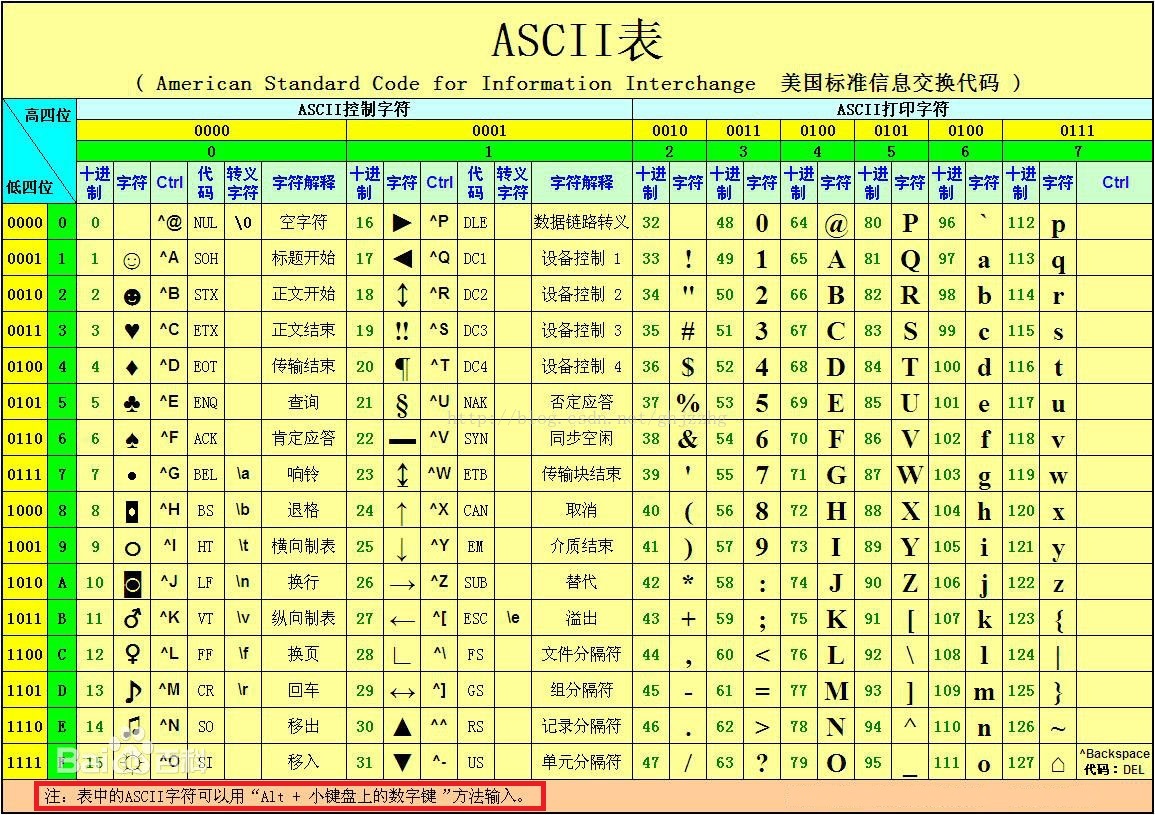 ASCII表
( American Standard Code for Information Interchange 美国标准信息交换代码 )
高四位 ASCII控制字符 ASCII打印字符
0000 0001 0010 0011 0100 0101 0100 0111
0 1 2 3 4 5 6 7
低四位 十进制 字符 Ctrl 代码 转义字符 字符解释 十进制 字符 Ctrl 代码 转义字符 字符解释 十进制 字符 十进制 字符 十进制 字符 十进制 字符 十进制 字符 十进制 字符 Ctrl
0000 0 0 ^@ NUL \0 空字符 16 ► ^P DLE 数据链路转义 32 48 0 64 @ 80 P 96 ` 112 p
0001 1 1 ☺ ^A SOH 标题开始 17 ◄ ^Q DC1 设备控制 1 33 ! 49 1 65 A 81 Q 97 a 113 q
0010 2 2 ☻ ^B STX 正文开始 18 ↕ ^R DC2 设备控制 2 34 " 50 2 66 B 82 R 98 b 114 r
0011 3 3 ♥ ^C ETX 正文结束 19 ‼ ^S DC3 设备控制 3 35 # 51 3 67 C 83 S 99 c 115 s
0100 4 4 ♦ ^D EOT 传输结束 20 ¶ ^T DC4 设备控制 4 36 $ 52 4 68 D 84 T 100 d 116 t
0101 5 5 ♣ ^E ENQ 查询 21 § ^U NAK 否定应答 37 % 53 5 69 E 85 U 101 e 117 u
0110 6 6 ♠ ^F ACK 肯定应答 22 ▬ ^V SYN 同步空闲 38 & 54 6 70 F 86 V 102 f 118 v
0111 7 7 • ^G BEL \a 响铃 23 ↨ ^W ETB 传输块结束 39 ' 55 7 71 G 87 W 103 g 119 w
1000 8 8 ◘ ^H BS \b 退格 24 ↑ ^X CAN 取消 40 ( 56 8 72 H 88 X 104 h 120 x
1001 9 9 ○ ^I HT \t 横向制表 25 ↓ ^Y EM 介质结束 41 ) 57 9 73 I 89 Y 105 i 121 y
1010 A 10 ◙ ^J LF \n 换行 26 → ^Z SUB 替代 42 * 58 : 74 J 90 Z 106 j 122 z
1011 B 11 ♂ ^K VT \v 纵向制表 27 ← ^[ ESC \e 溢出 43 + 59 ; 75 K 91 [ 107 k 123 {
1100 C 12 ♀ ^L FF \f 换页 28 ∟ ^\ FS 文件分隔符 44 , 60 < 76 L 92 \ 108 l 124 |
1101 D 13 ♪ ^M CR \r 回车 29 ↔ ^] GS 组分隔符 45 - 61 = 77 M 93 ] 109 m 125 }
1110 E 14 ♫ ^N SO 移出 30 ▲ ^^ RS 记录分隔符 46 . 62 > 78 N 94 ^ 110 n 126 ~
1111 F 15 ☼ ^O SI 移入 31 ▼ ^- US 单元分隔符 47 / 63 ? 79 O 95 _ 111 o 127 ⌂ ^Backspace 代码：DEL
Bai百科
注：表中的ASCII字符可以用“Alt + 小键盘上的数字键”方法输入。